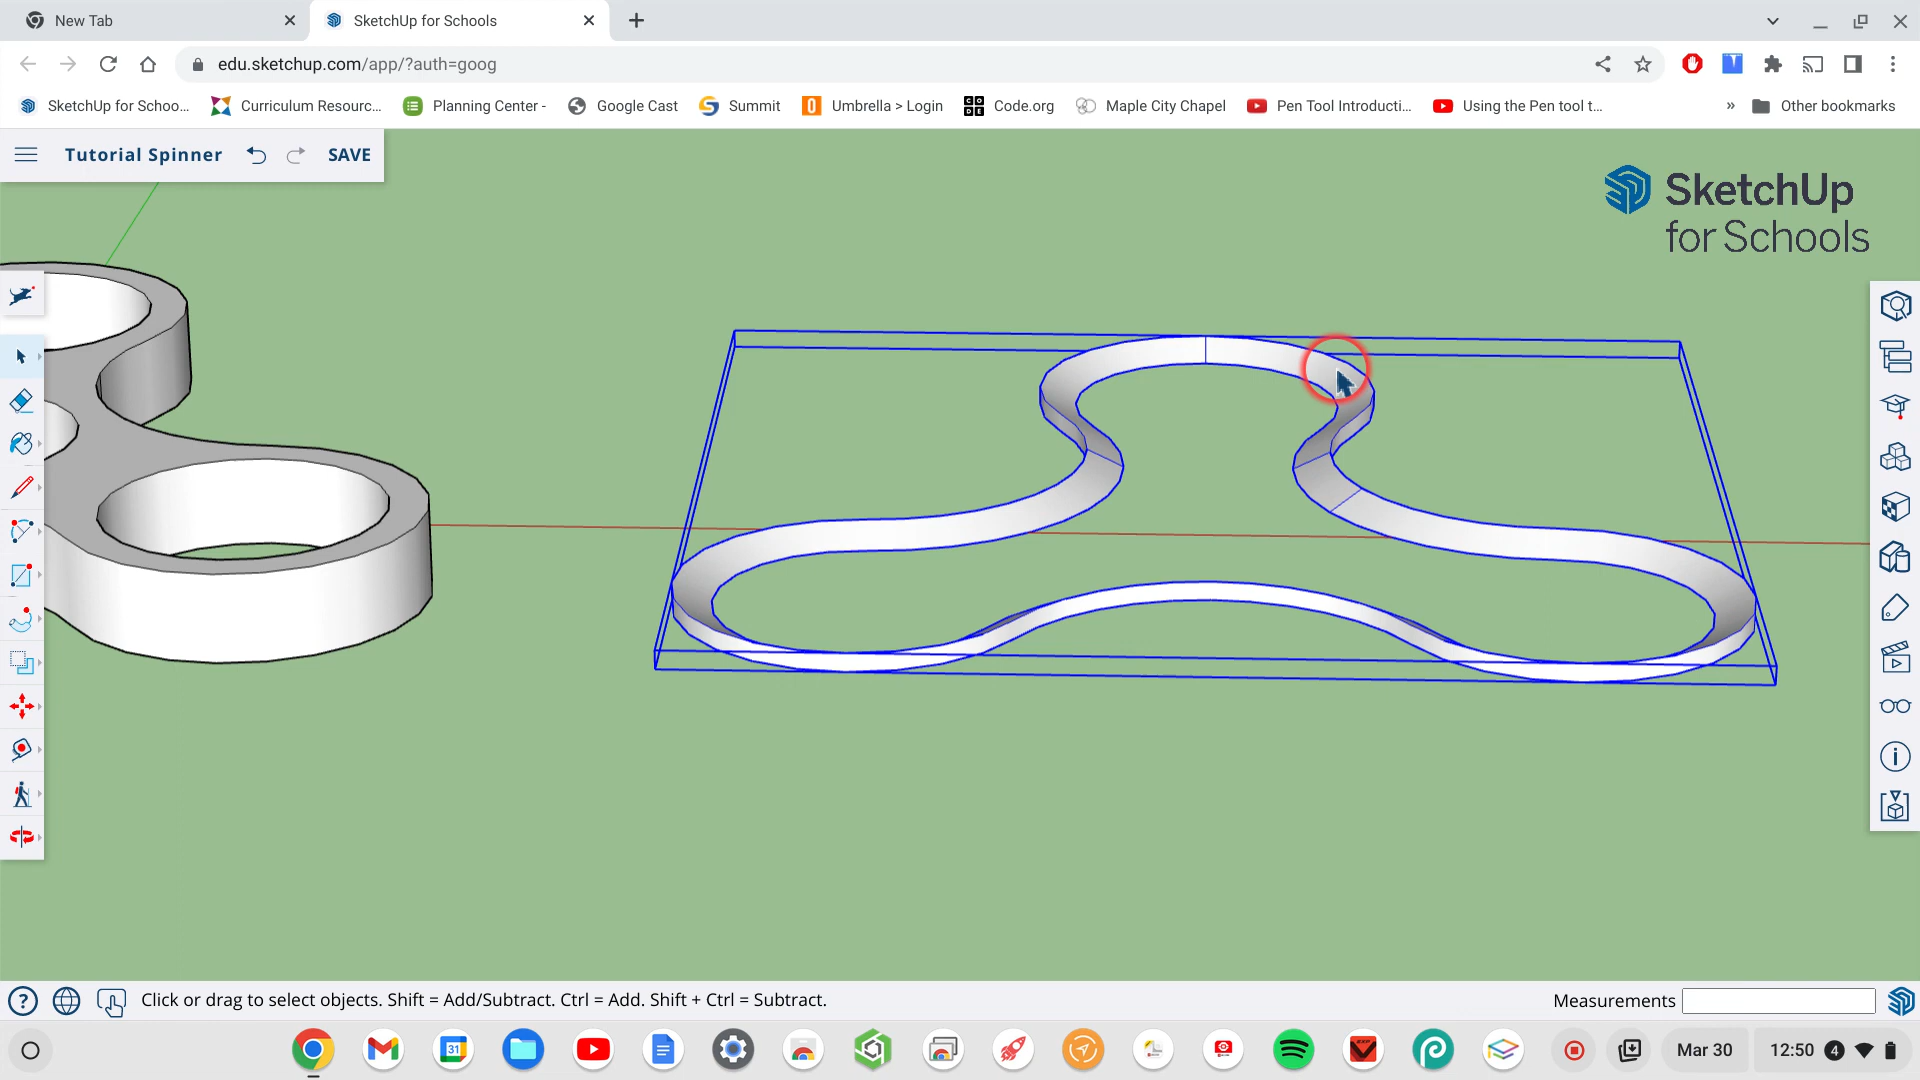 New Tab
SketchUp for Schools
edu.sketchup.com/app/?auth=goog
SketchUp for Schoo...
Curriculum Resourc...
Planning Center -
Google Cast
Summit
Umbrella > Login
CODE
Code.org
Maple City Chapel
Pen Tool Introducti...
Using the Pen tool t...
»
Other bookmarks
Tutorial Spinner
SAVE
SketchUp
for Schools
Click or drag to select objects. Shift = Add/Subtract. Ctrl = Add. Shift + Ctrl = Subtract.
Measurements
31
Mar 30
12:50
4